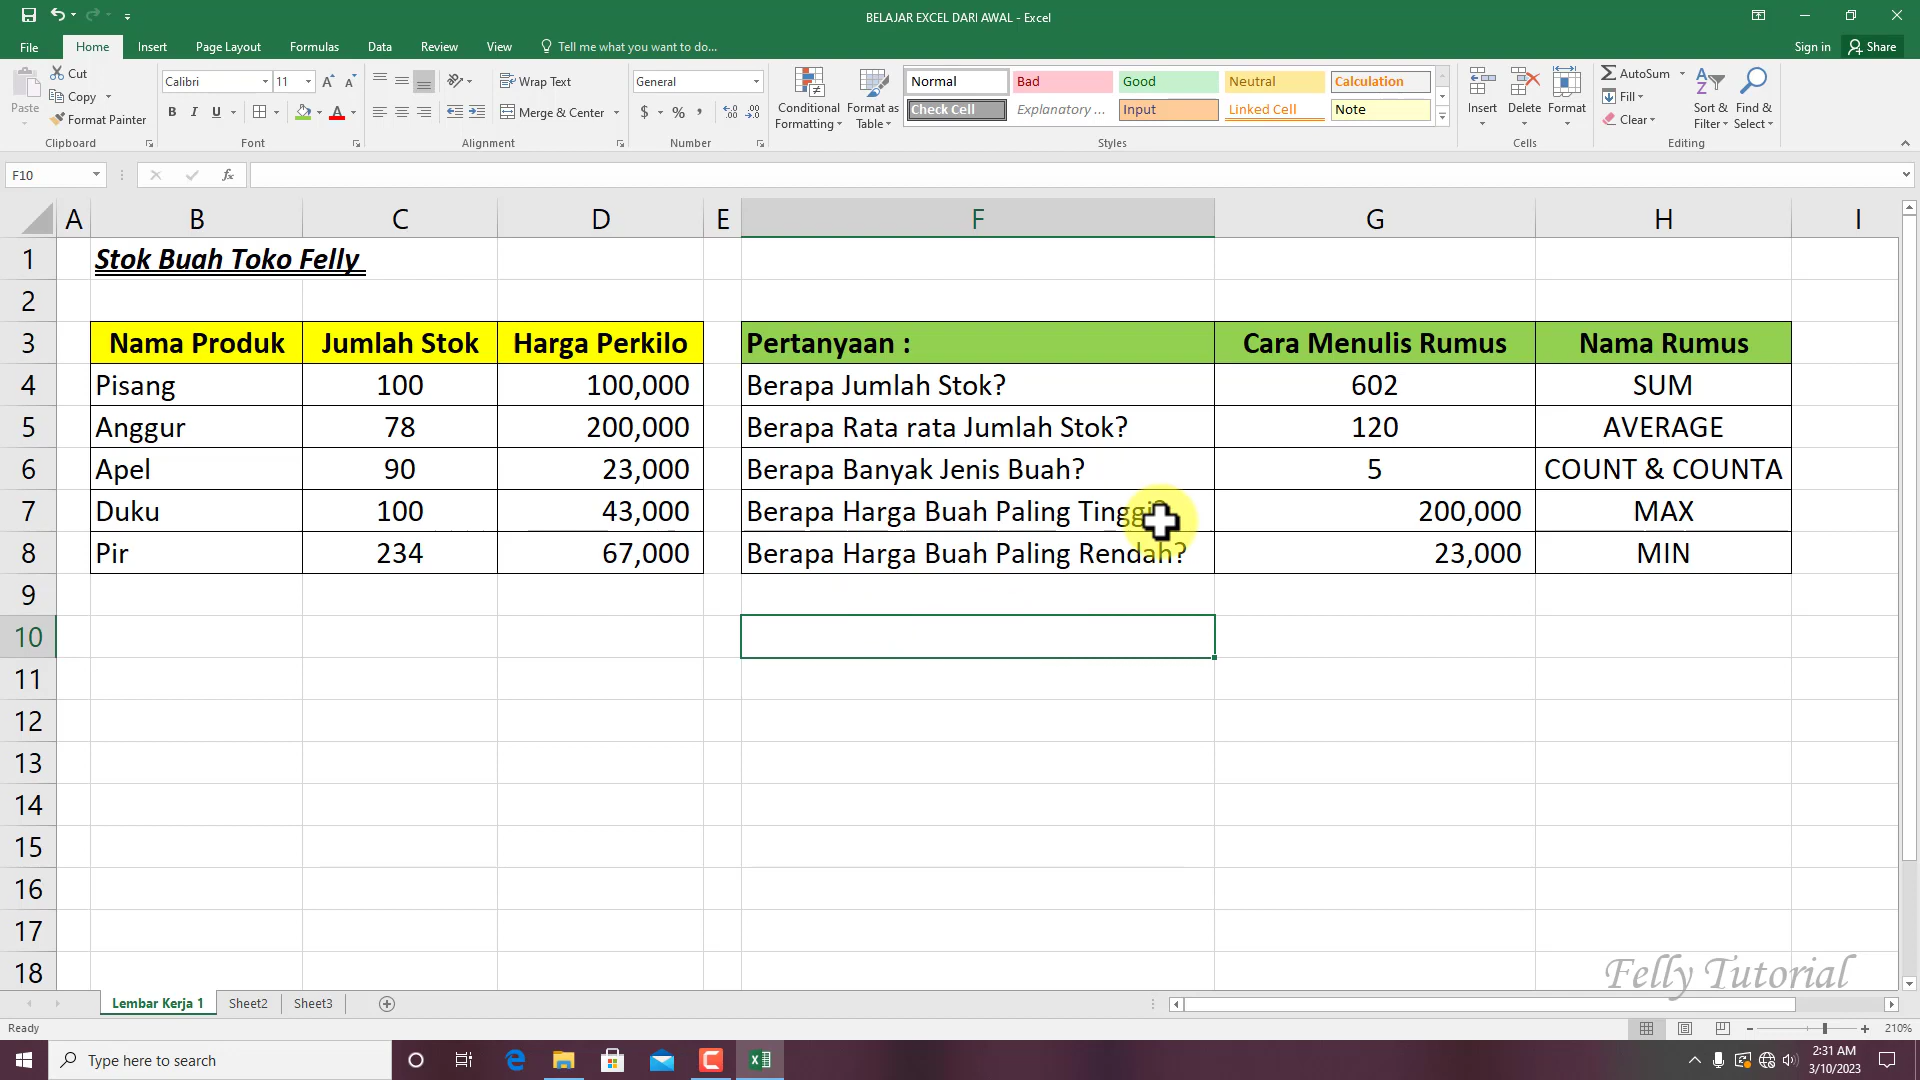 BELAJAR EXCEL DARI AWAL - Excel
File Home Insert Page Layout Formulas Data Review View Tell me what you want to do... Sign in Share
Paste Cut Copy Format Painter
Calibri 11
B I U
Wrap Text
Merge & Center
General
$ % ,
Conditional Formatting Format as Table
Normal Bad Good Neutral Calculation
Check Cell Explanatory ... Input Linked Cell Note
Insert Delete Format
AutoSum Fill Clear
Sort & Filter Find & Select
Clipboard Font Alignment Number Styles Cells Editing
F10 fx
A B C D E F G H I
1 Stok Buah Toko Felly
2
3 Nama Produk Jumlah Stok Harga Perkilo Pertanyaan : Cara Menulis Rumus Nama Rumus
4 Pisang 100 100,000 Berapa Jumlah Stok? 602 SUM
5 Anggur 78 200,000 Berapa Rata rata Jumlah Stok? 120 AVERAGE
6 Apel 90 23,000 Berapa Banyak Jenis Buah? 5 COUNT & COUNTA
7 Duku 100 43,000 Berapa Harga Buah Paling Tinggi? 200,000 MAX
8 Pir 234 67,000 Berapa Harga Buah Paling Rendah? 23,000 MIN
9
10
11
12
13
14
15
16
17
18
Felly Tutorial
Lembar Kerja 1 Sheet2 Sheet3
Ready 210%
Type here to search
2:31 AM
3/10/2023